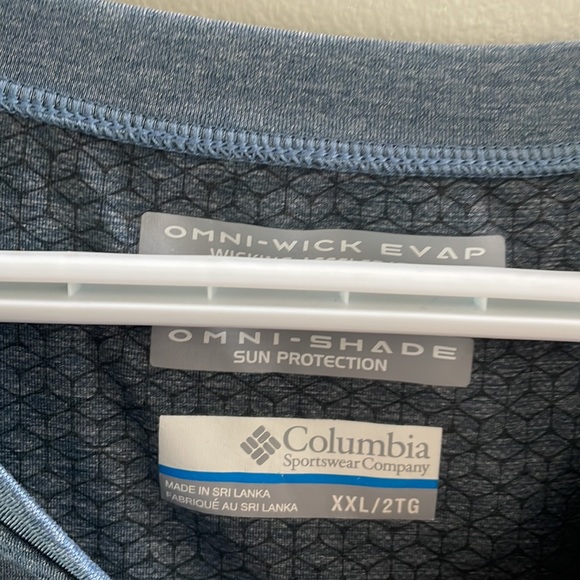 OMNI-WICK EVAP
OMNI-SHADE
SUN PROTECTION
Columbia
Sportswear Company
MADE IN SRI LANKA
FABRIQUÉ AU SRI LANKA
XXL/2TG